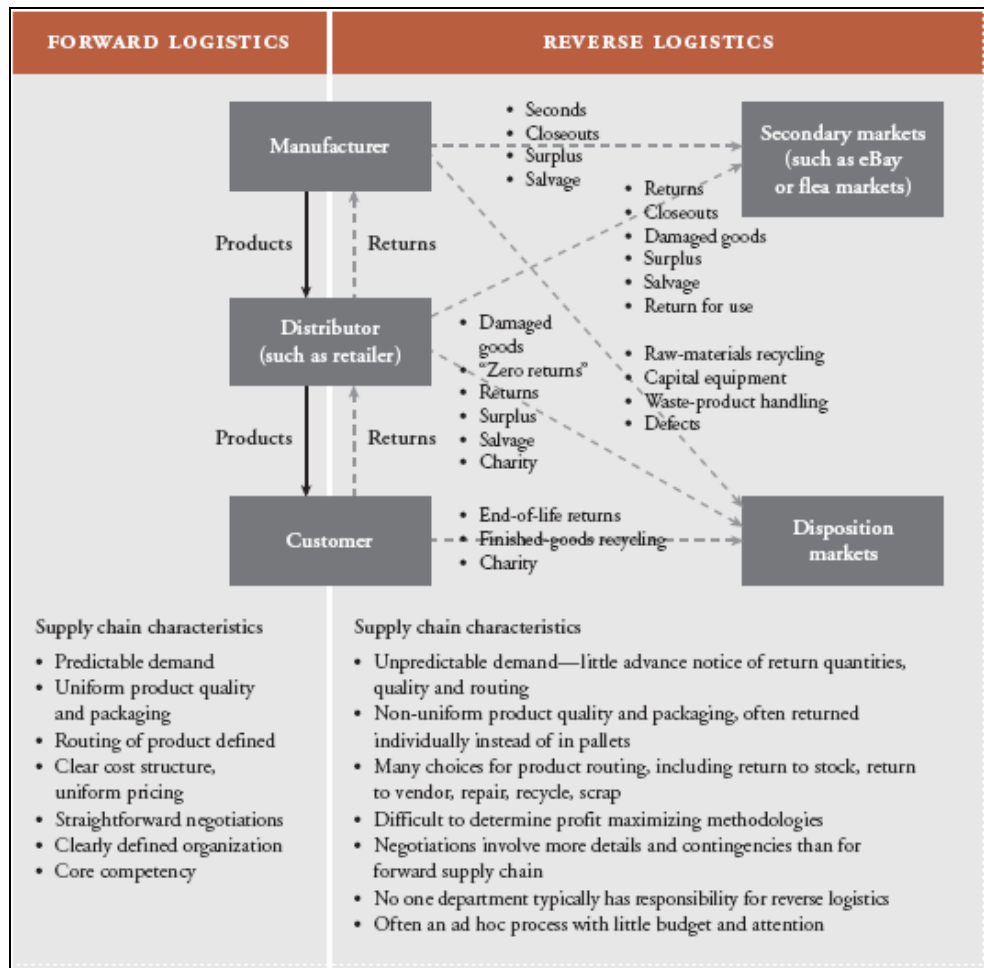 FORWARD LOGISTICS
REVERSE LOGISTICS
Manufacturer
• Seconds
• Closeouts
• Surplus
• Salvage
Secondary markets
(such as eBay
or flea markets)
• Returns
• Closeouts
• Damaged goods
• Surplus
• Salvage
• Return for use
Products
Returns
Distributor
(such as retailer)
• Damaged
goods
• "Zero returns"
• Returns
• Surplus
• Salvage
• Charity
• Raw-materials recycling
• Capital equipment
• Waste-product handling
• Defects
Products
Returns
Customer
• End-of-life returns
• Finished-goods recycling
• Charity
Disposition
markets
Supply chain characteristics
• Predictable demand
• Uniform product quality
and packaging
• Routing of product defined
• Clear cost structure,
uniform pricing
• Straightforward negotiations
• Clearly defined organization
• Core competency
Supply chain characteristics
• Unpredictable demand—little advance notice of return quantities,
quality and routing
• Non-uniform product quality and packaging, often returned
individually instead of in pallets
• Many choices for product routing, including return to stock, return
to vendor, repair, recycle, scrap
• Difficult to determine profit maximizing methodologies
• Negotiations involve more details and contingencies than for
forward supply chain
• No one department typically has responsibility for reverse logistics
• Often an ad hoc process with little budget and attention